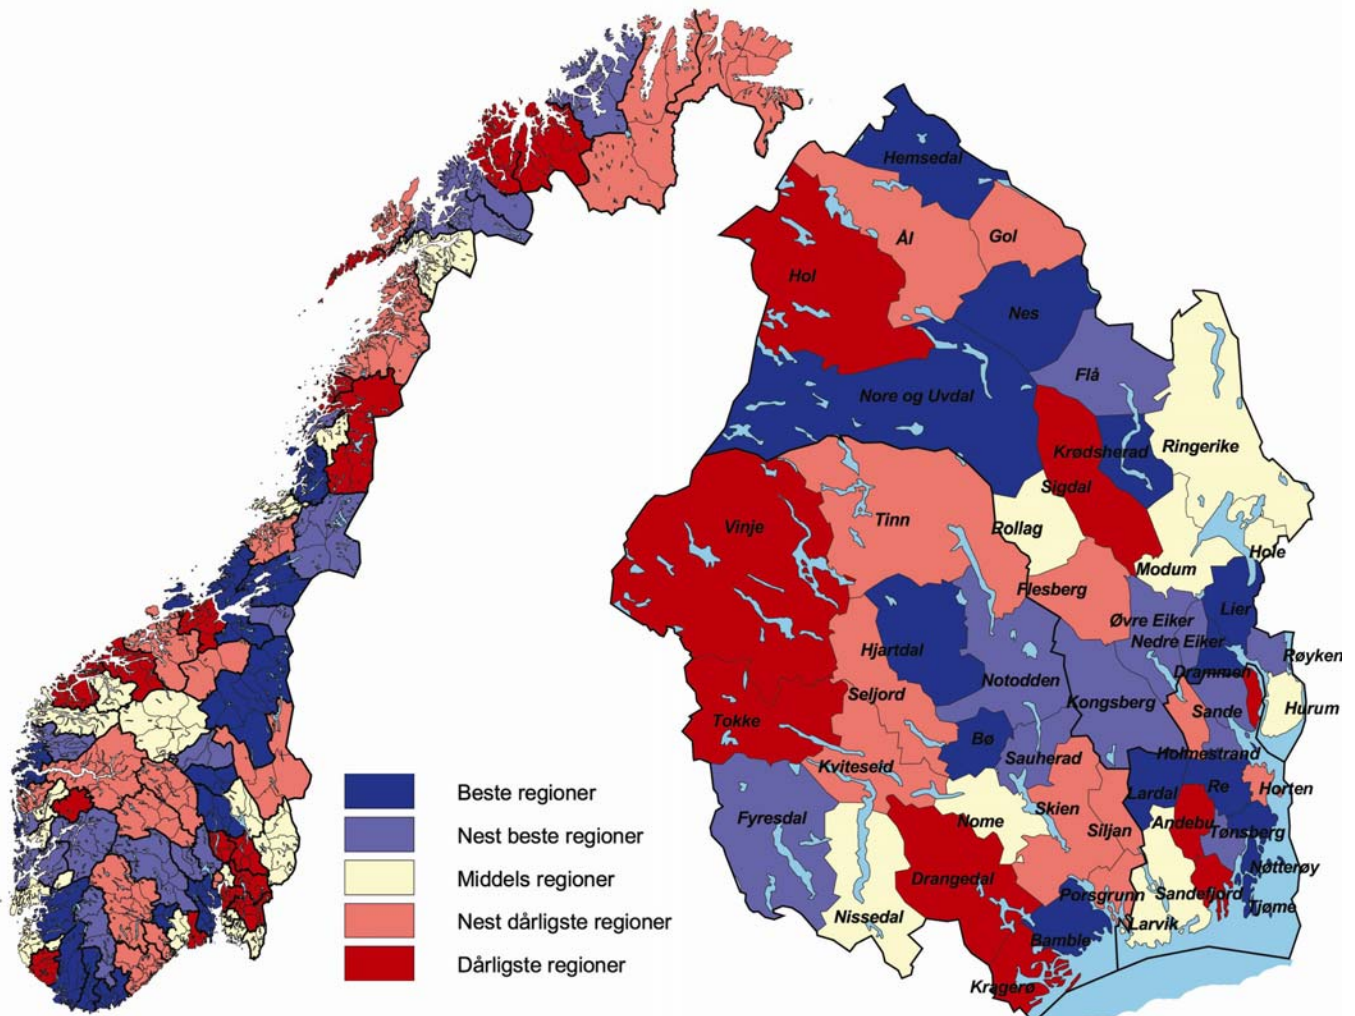 Hemsedal
Ål
Gol
Hol
Nes
Flå
Nore og Uvdal
Krødsherad
Ringerike
Sigdal
Vinje
Tinn
Rollag
Hole
Modum
Flesberg
Lier
Øvre Eiker
Nedre Eiker
Hjartdal
Røyken
Drammen
Notodden
Seljord
Kongsberg
Sande
Hurum
Tokke
Bø
Sauherad
Holmestrand
Kviteseid
Lardal
Re
Horten
Skien
Fyresdal
Nome
Siljan
Andebu
Tønsberg
Nøtterøy
Drangedal
Porsgrunn
Sandefjord
Tjøme
Nissedal
Larvik
Bamble
Kragerø
Beste regioner
Nest beste regioner
Middels regioner
Nest dårligste regioner
Dårligste regioner